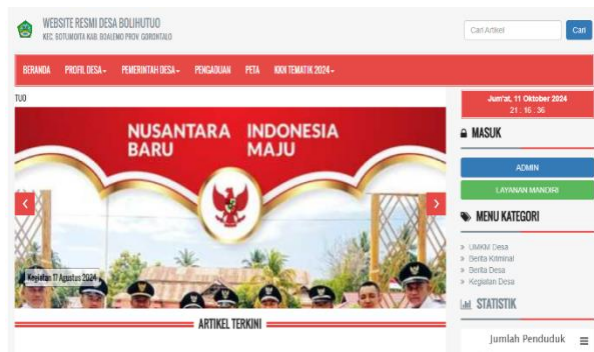 WEBSITE RESMI DESA BOLIHUTUO
KEC. BOTUMOITA KAB. BOALEMO PROV. GORONTALO
Cari Artikel
Cari
BERANDA PROFIL DESA PEMERINTAH DESA PENGADUAN PETA KKN TEMATIK 2024
TUO
NUSANTARA INDONESIA
BARU MAJU
Kegiatan 17 Agustus 2024
ARTIKEL TERKINI
Jum'at, 11 Oktober 2024
21 : 16 : 36
MASUK
ADMIN
LAYANAN MANDIRI
MENU KATEGORI
» UMKM Desa
» Berita Kriminal
» Berita Desa
» Kegiatan Desa
STATISTIK
Jumlah Penduduk